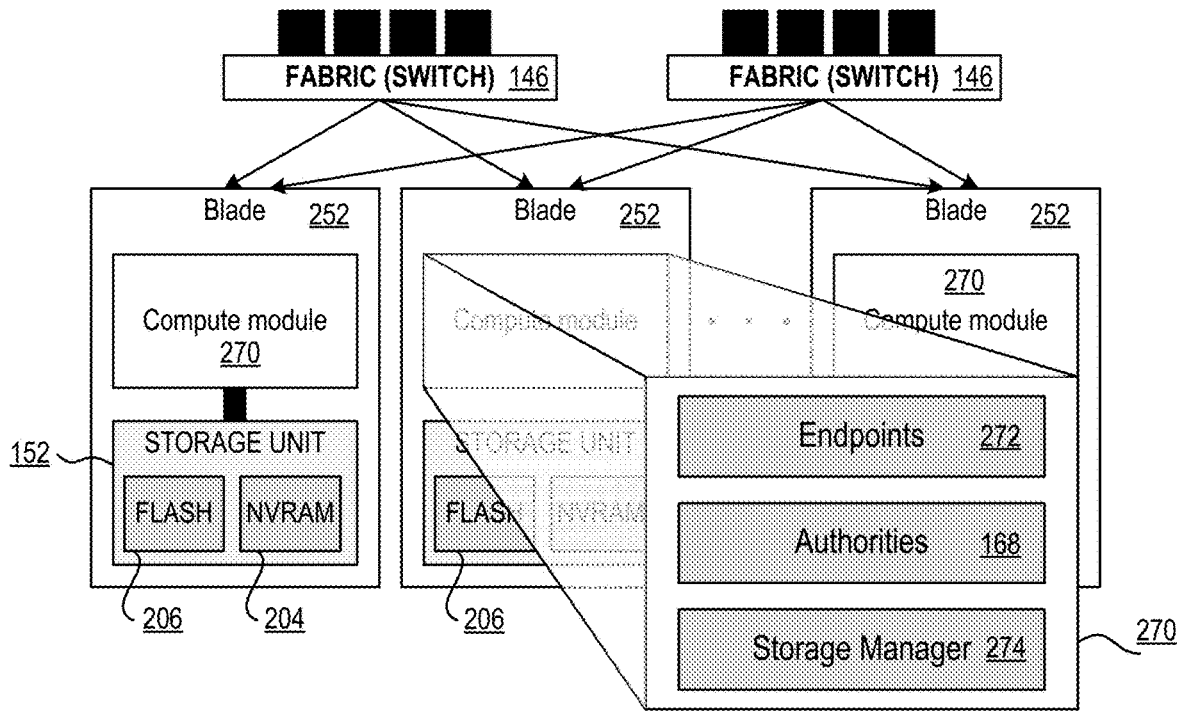 FABRIC (SWITCH) 146
FABRIC (SWITCH) 146
Blade 252
Blade 252
Blade 252
Compute module
270
Compute module
. . .
270
Compute module
152
STORAGE UNIT
FLASH
NVRAM
STORAGE UNIT
FLASH
NVRAM
206
204
206
Endpoints 272
Authorities 168
Storage Manager 274
270